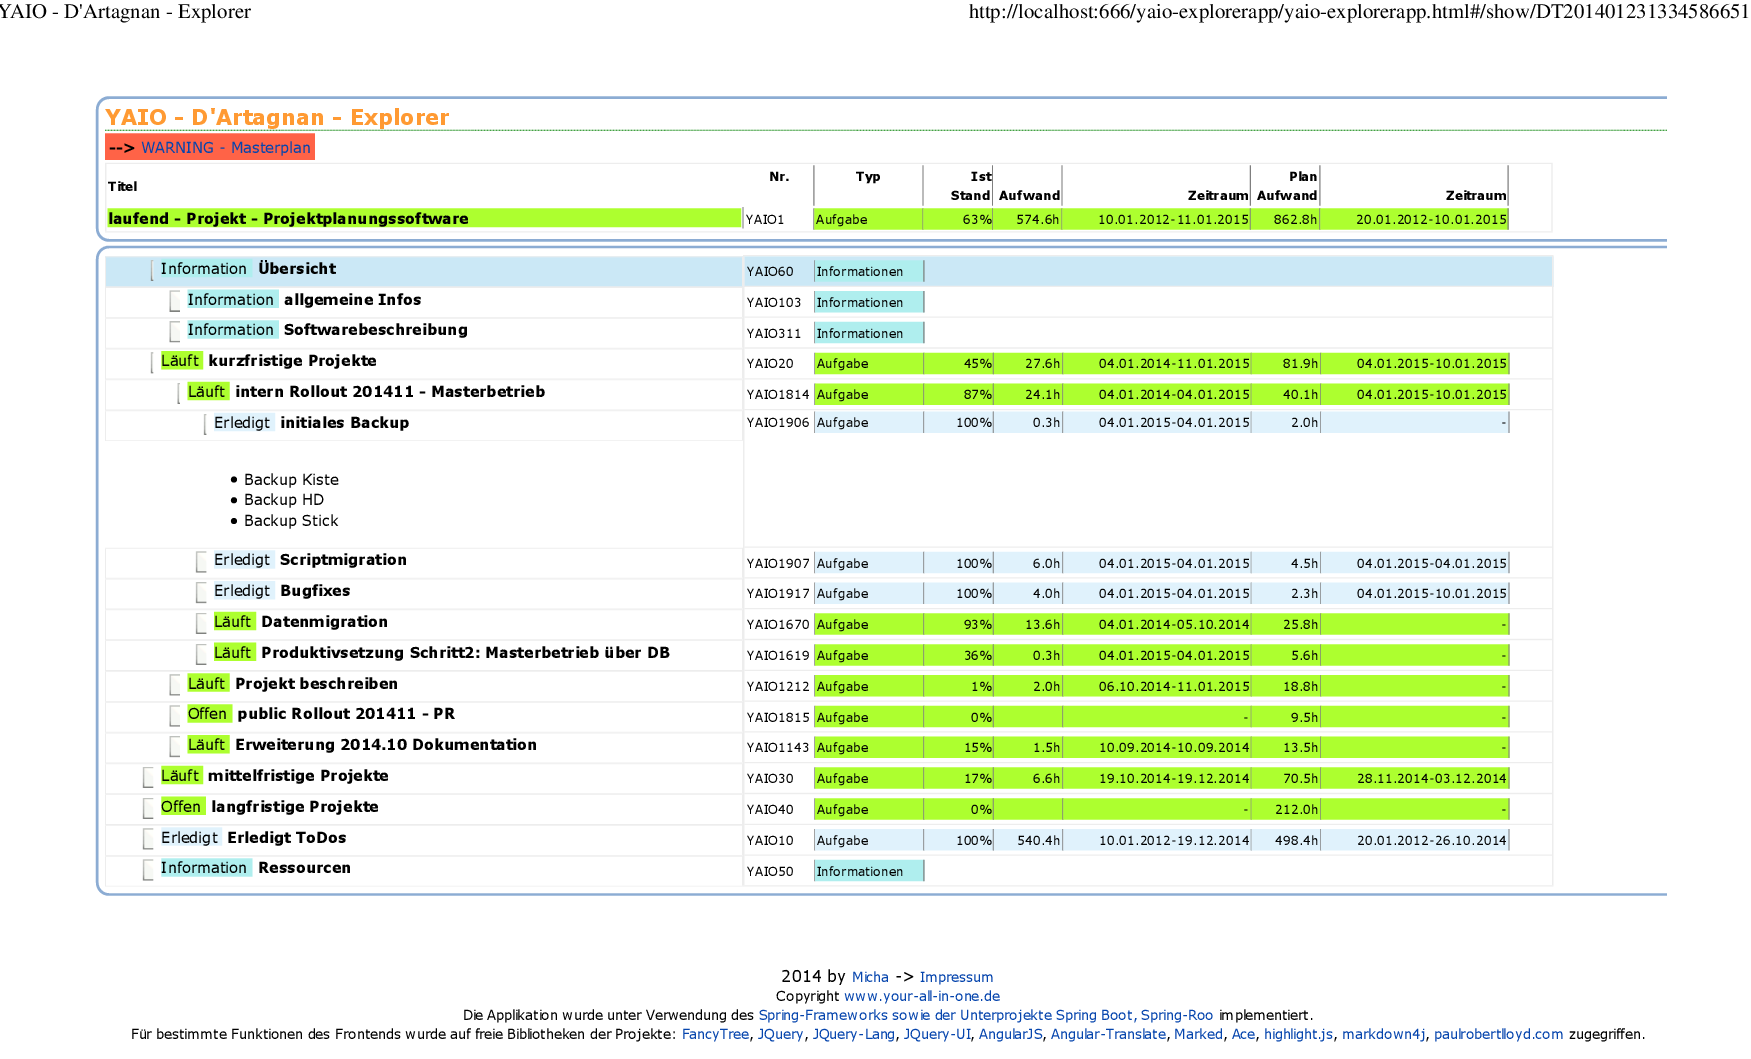 YAIO - D'Artagnan - Explorer http://localhost:666/yaio-explorerapp/yaio-explorerapp.html#/show/DT201401231334586651
YAIO - D'Artagnan - Explorer
--> WARNING - Masterplan
Nr. Typ Ist Plan
Titel
Stand Aufwand Zeitraum Aufwand Zeitraum
laufend - Projekt - Projektplanungssoftware YAIO1 Aufgabe 63% 574.6h 10.01.2012-11.01.2015 862.8h 20.01.2012-10.01.2015
Information Übersicht YAIO60 Informationen
Information allgemeine Infos YAIO103 Informationen
Information Softwarebeschreibung YAIO311 Informationen
Läuft kurzfristige Projekte YAIO20 Aufgabe 45% 27.6h 04.01.2014-11.01.2015 81.9h 04.01.2015-10.01.2015
Läuft intern Rollout 201411 - Masterbetrieb YAIO1814 Aufgabe 87% 24.1h 04.01.2014-04.01.2015 40.1h 04.01.2015-10.01.2015
Erledigt initiales Backup YAIO1906 Aufgabe 100% 0.3h 04.01.2015-04.01.2015 2.0h -
• Backup Kiste
• Backup HD
• Backup Stick
Erledigt Scriptmigration YAIO1907 Aufgabe 100% 6.0h 04.01.2015-04.01.2015 4.5h 04.01.2015-04.01.2015
Erledigt Bugfixes YAIO1917 Aufgabe 100% 4.0h 04.01.2015-04.01.2015 2.3h 04.01.2015-10.01.2015
Läuft Datenmigration YAIO1670 Aufgabe 93% 13.6h 04.01.2014-05.10.2014 25.8h -
Läuft Produktivsetzung Schritt2: Masterbetrieb über DB YAIO1619 Aufgabe 36% 0.3h 04.01.2015-04.01.2015 5.6h -
Läuft Projekt beschreiben YAIO1212 Aufgabe 1% 2.0h 06.10.2014-11.01.2015 18.8h -
Offen public Rollout 201411 - PR YAIO1815 Aufgabe 0% - 9.5h -
Läuft Erweiterung 2014.10 Dokumentation YAIO1143 Aufgabe 15% 1.5h 10.09.2014-10.09.2014 13.5h -
Läuft mittelfristige Projekte YAIO30 Aufgabe 17% 6.6h 19.10.2014-19.12.2014 70.5h 28.11.2014-03.12.2014
Offen langfristige Projekte YAIO40 Aufgabe 0% - 212.0h -
Erledigt Erledigt ToDos YAIO10 Aufgabe 100% 540.4h 10.01.2012-19.12.2014 498.4h 20.01.2012-26.10.2014
Information Ressourcen YAIO50 Informationen
2014 by Micha -> Impressum
Copyright www.your-all-in-one.de
Die Applikation wurde unter Verwendung des Spring-Frameworks sowie der Unterprojekte Spring Boot, Spring-Roo implementiert.
Für bestimmte Funktionen des Frontends wurde auf freie Bibliotheken der Projekte: FancyTree, JQuery, JQuery-Lang, JQuery-UI, AngularJS, Angular-Translate, Marked, Ace, highlight.js, markdown4j, paulrobertlloyd.com zugegriffen.